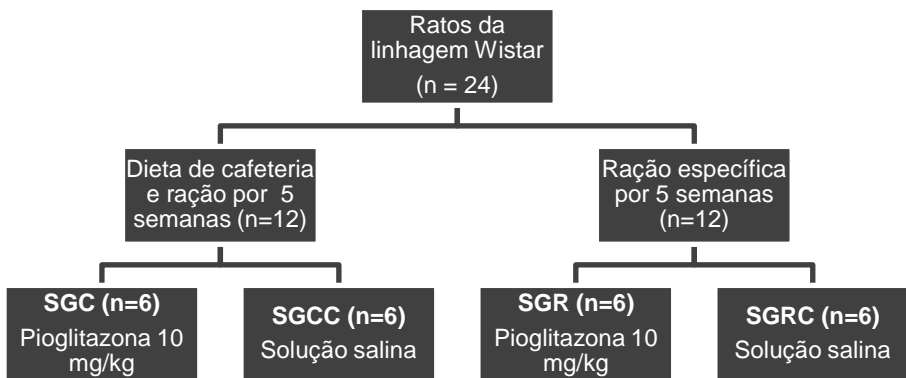 Ratos da
linhagem Wistar
(n = 24)
Dieta de cafeteria
e ração por 5
semanas (n=12)
Ração específica
por 5 semanas
(n=12)
SGC (n=6)
Pioglitazona 10
mg/kg
SGCC (n=6)
Solução salina
SGR (n=6)
Pioglitazona 10
mg/kg
SGRC (n=6)
Solução salina